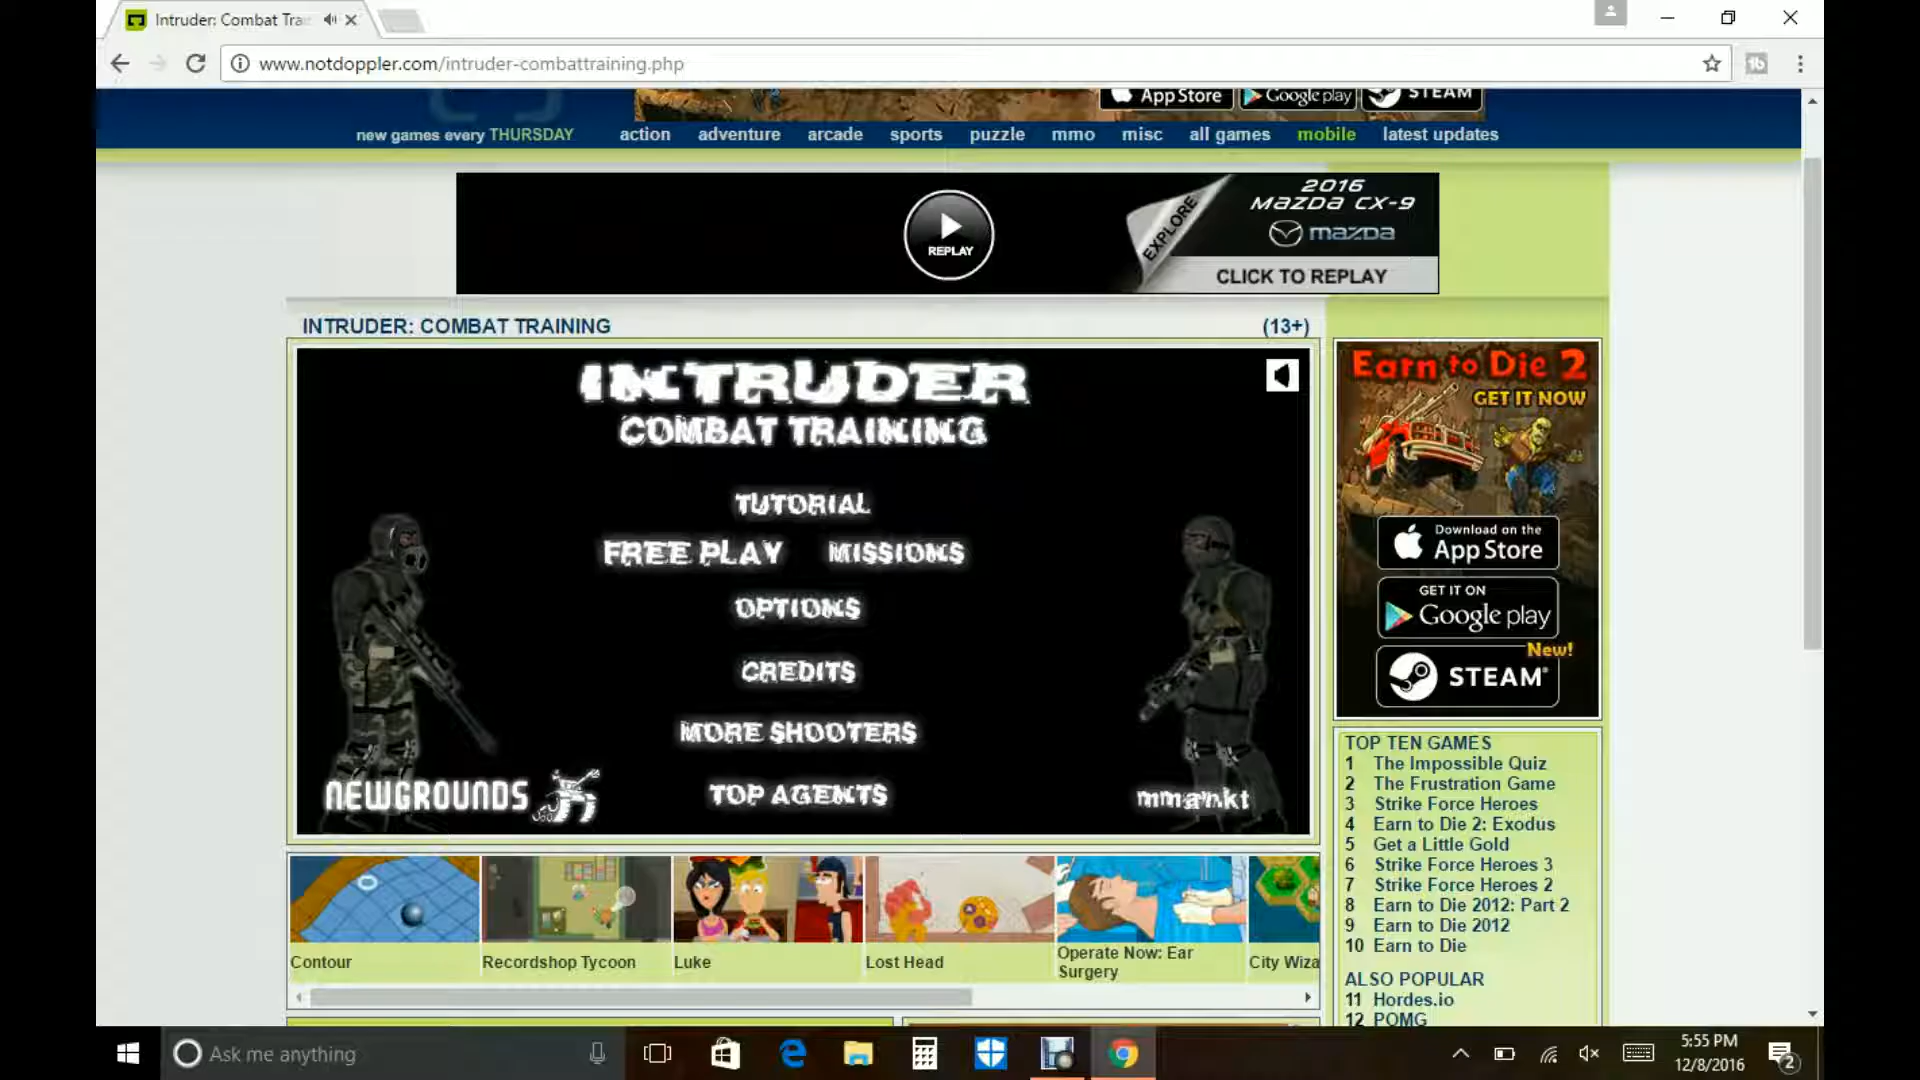 Intruder: Combat Trai
www.notdoppler.com/intruder-combattraining.php
App Store
Google play
STEAM
new games every THURSDAY
action
adventure
arcade
sports
puzzle
mmo
misc
all games
mobile
latest updates
REPLAY
EXPLORE
2016
mazda CX-9
mazda
CLICK TO REPLAY
INTRUDER: COMBAT TRAINING
(13+)
INTRUDER
COMBAT TRAINING
TUTORIAL
FREE PLAY
MISSIONS
OPTIONS
CREDITS
MORE SHOOTERS
TOP AGENTS
NEWGROUNDS
mmankt
Earn to Die 2
GET IT NOW
Download on the
App Store
GET IT ON
Google play
New!
STEAM
TOP TEN GAMES
1 The Impossible Quiz
2 The Frustration Game
3 Strike Force Heroes
4 Earn to Die 2: Exodus
5 Get a Little Gold
6 Strike Force Heroes 3
7 Strike Force Heroes 2
8 Earn to Die 2012: Part 2
9 Earn to Die 2012
10 Earn to Die
ALSO POPULAR
11 Hordes.io
12 POMG
Contour
Recordshop Tycoon
Luke
Lost Head
Operate Now: Ear
Surgery
City Wiza
Ask me anything
5:55 PM
12/8/2016
2